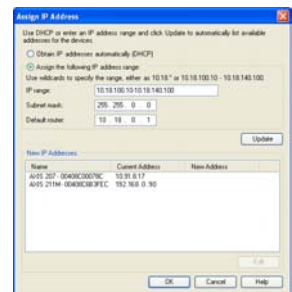 Assign IP Address
Use DHCP or enter an IP address range and click Update to automatically list available
addresses for the devices.
Obtain IP addresses automatically (DHCP)
Assign the following IP address range:
Use wildcards to specify the range, either as 10.18.* or 10.18.100.10 - 10.18.140.100.
IP range: 10.18.100.10-10.18.140.100
Subnet mask: 255 . 255 . 0 . 0
Default router: 10 . 18 . 0 . 1
Update
New IP Addresses:
Name Current Address New Address
AXIS 207 - 00408C00078C 10.91.8.17
AXIS 211M - 00408C6B3FEC 192.168.0.90
Edit
OK Cancel Help